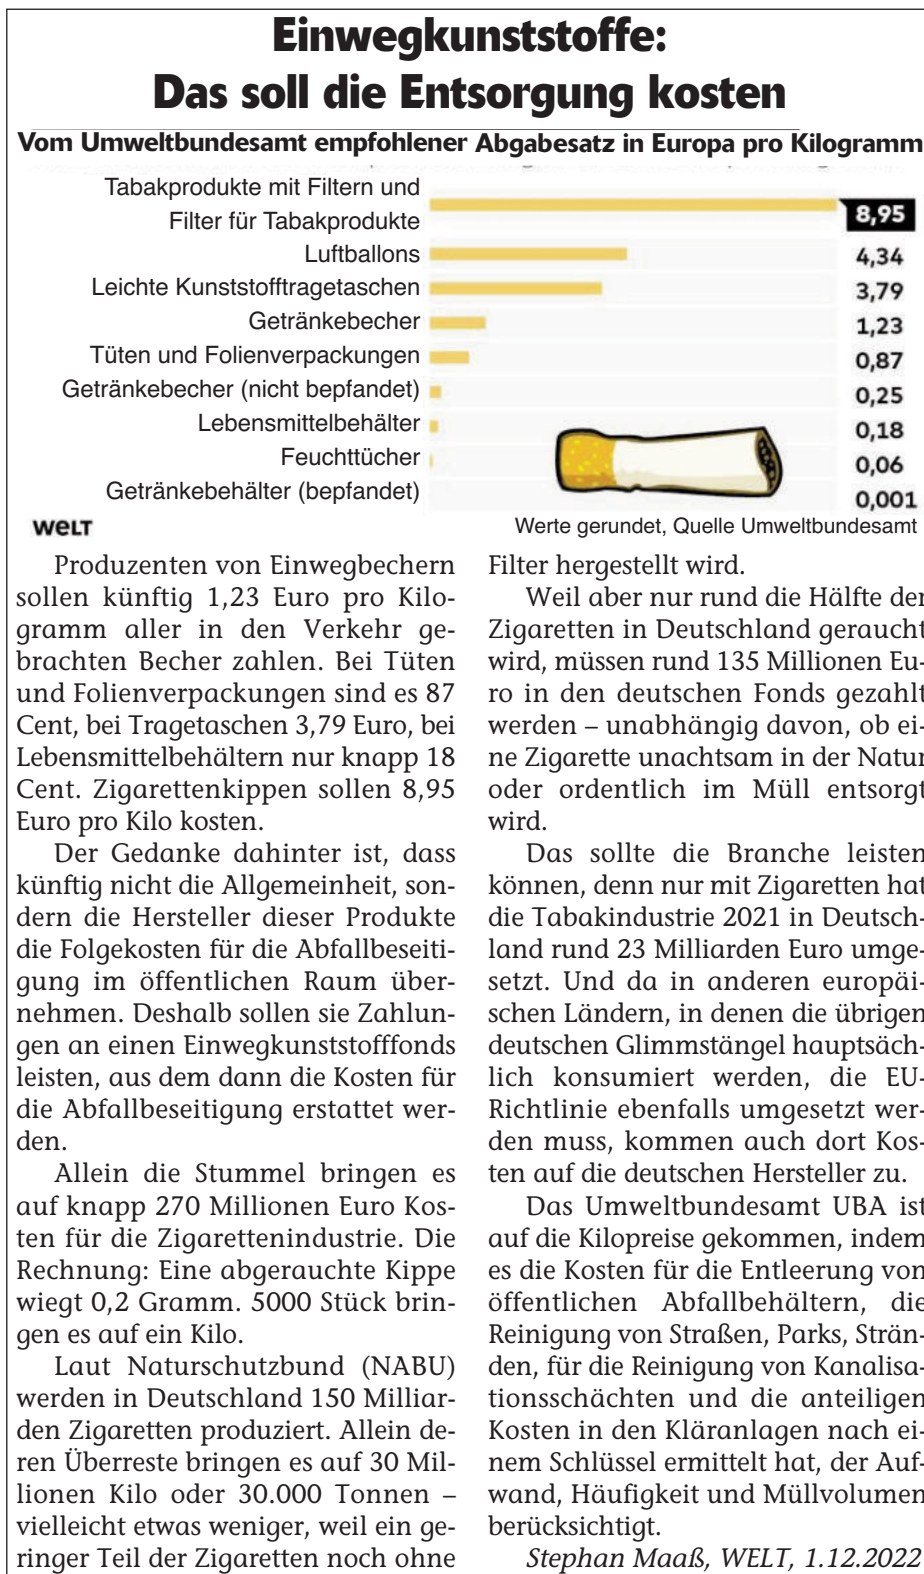 Einwegkunststoffe:
Das soll die Entsorgung kosten
Vom Umweltbundesamt empfohlener Abgabesatz in Europa pro Kilogramm
Tabakprodukte mit Filtern und
Filter für Tabakprodukte 8,95
Luftballons 4,34
Leichte Kunststofftragetaschen 3,79
Getränkebecher 1,23
Tüten und Folienverpackungen 0,87
Getränkebecher (nicht bepfandet) 0,25
Lebensmittelbehälter 0,18
Feuchttücher 0,06
Getränkebehälter (bepfandet) 0,001
WELT
Werte gerundet, Quelle Umweltbundesamt
Produzenten von Einwegbechern
sollen künftig 1,23 Euro pro Kilo-
gramm aller in den Verkehr ge-
brachten Becher zahlen. Bei Tüten
und Folienverpackungen sind es 87
Cent, bei Tragetaschen 3,79 Euro, bei
Lebensmittelbehältern nur knapp 18
Cent. Zigarettenkippen sollen 8,95
Euro pro Kilo kosten.
Der Gedanke dahinter ist, dass
künftig nicht die Allgemeinheit, son-
dern die Hersteller dieser Produkte
die Folgekosten für die Abfallbeseiti-
gung im öffentlichen Raum über-
nehmen. Deshalb sollen sie Zahlun-
gen an einen Einwegkunststofffonds
leisten, aus dem dann die Kosten für
die Abfallbeseitigung erstattet wer-
den.
Allein die Stummel bringen es
auf knapp 270 Millionen Euro Kos-
ten für die Zigarettenindustrie. Die
Rechnung: Eine abgerauchte Kippe
wiegt 0,2 Gramm. 5000 Stück brin-
gen es auf ein Kilo.
Laut Naturschutzbund (NABU)
werden in Deutschland 150 Milliar-
den Zigaretten produziert. Allein de-
ren Überreste bringen es auf 30 Mil-
lionen Kilo oder 30.000 Tonnen –
vielleicht etwas weniger, weil ein ge-
ringer Teil der Zigaretten noch ohne
Filter hergestellt wird.
Weil aber nur rund die Hälfte der
Zigaretten in Deutschland geraucht
wird, müssen rund 135 Millionen Eu-
ro in den deutschen Fonds gezahlt
werden – unabhängig davon, ob ei-
ne Zigarette unachtsam in der Natur
oder ordentlich im Müll entsorgt
wird.
Das sollte die Branche leisten
können, denn nur mit Zigaretten hat
die Tabakindustrie 2021 in Deutsch-
land rund 23 Milliarden Euro umge-
setzt. Und da in anderen europäi-
schen Ländern, in denen die übrigen
deutschen Glimmstängel hauptsäch-
lich konsumiert werden, die EU-
Richtlinie ebenfalls umgesetzt wer-
den muss, kommen auch dort Kos-
ten auf die deutschen Hersteller zu.
Das Umweltbundesamt UBA ist
auf die Kilopreise gekommen, indem
es die Kosten für die Entleerung von
öffentlichen Abfallbehältern, die
Reinigung von Straßen, Parks, Strän-
den, für die Reinigung von Kanalisa-
tionsschächten und die anteiligen
Kosten in den Kläranlagen nach ei-
nem Schlüssel ermittelt hat, der Auf-
wand, Häufigkeit und Müllvolumen
berücksichtigt.
Stephan Maaß, WELT, 1.12.2022